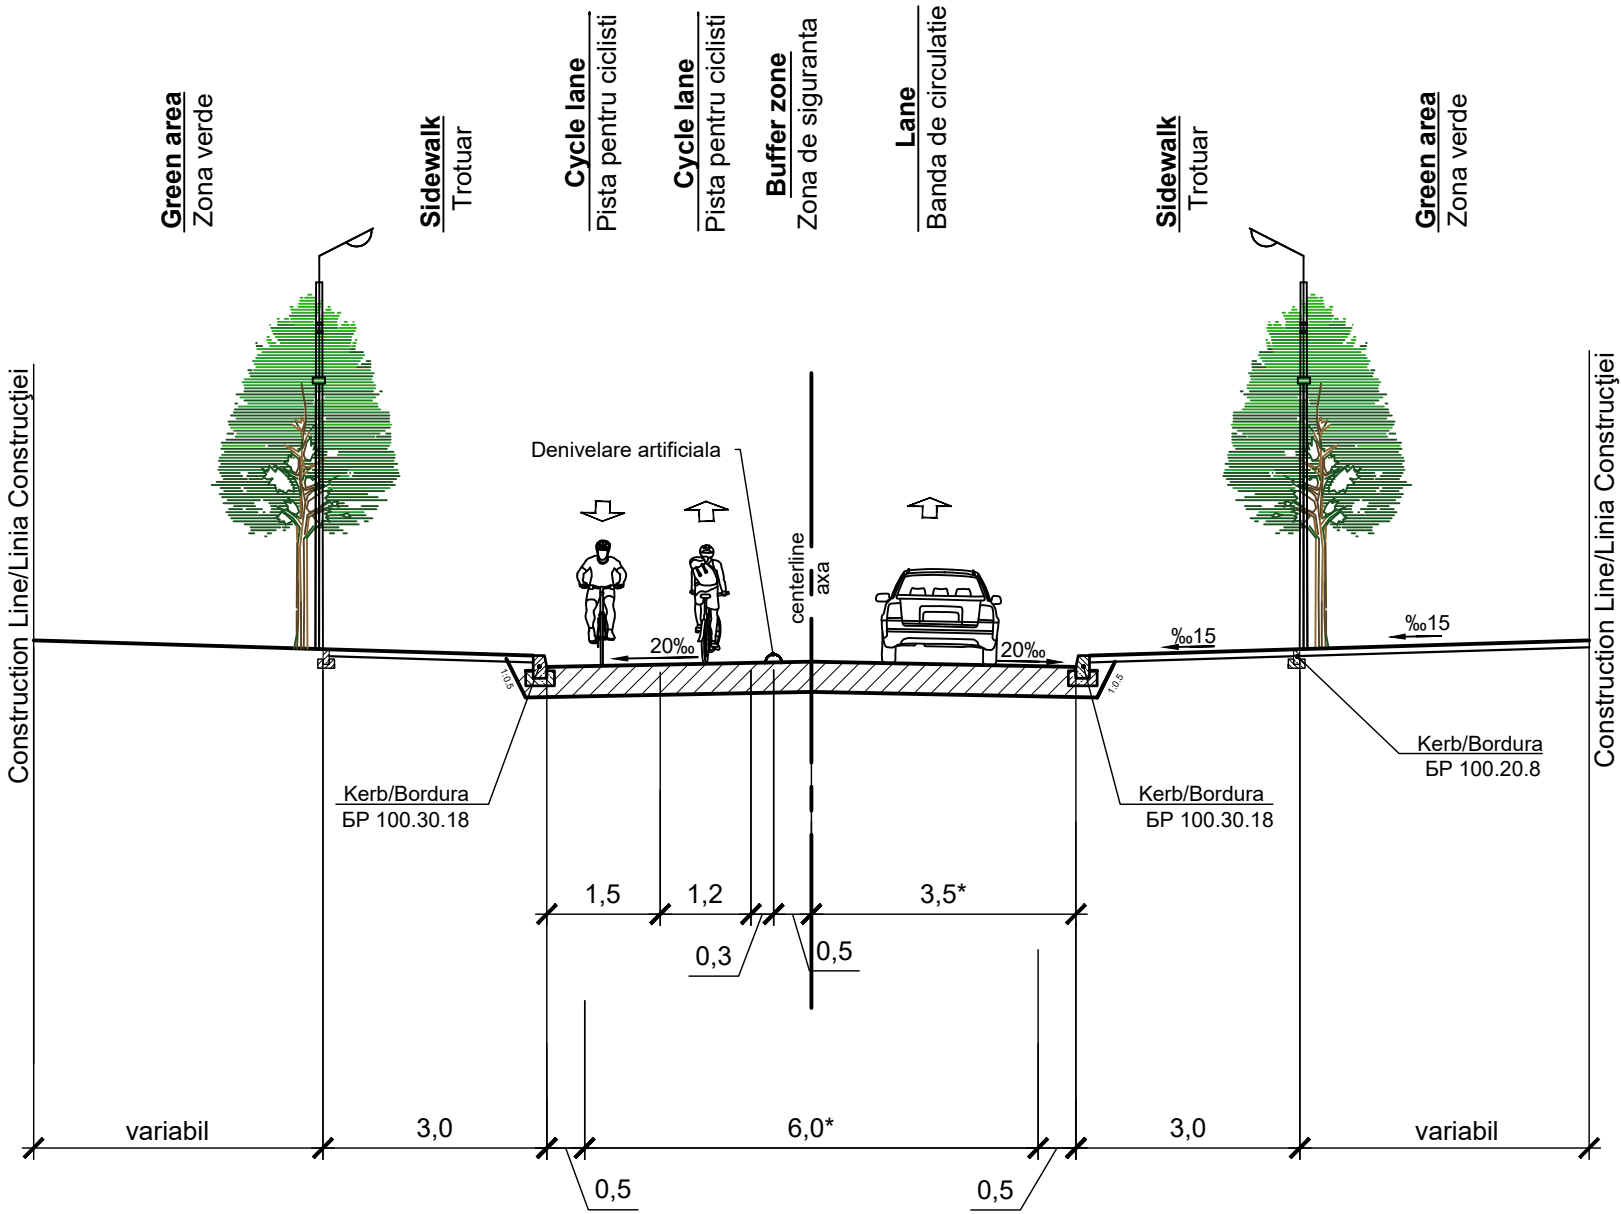 Green area
Zona verde
Sidewalk
Trotuar
Cycle lane
Pista pentru ciclisti
Cycle lane
Pista pentru ciclisti
Buffer zone
Zona de siguranta
Lane
Banda de circulatie
Sidewalk
Trotuar
Green area
Zona verde
Construction Line/Linia Construcţiei
Construction Line/Linia Construcţiei
Denivelare artificiala
centerline
axa
20‰
20‰
‰15
‰15
1:0.5
1:0.5
Kerb/Bordura
БР 100.30.18
Kerb/Bordura
БР 100.30.18
Kerb/Bordura
БР 100.20.8
1,5
1,2
3,5*
0,3
0,5
variabil
3,0
6,0*
3,0
variabil
0,5
0,5